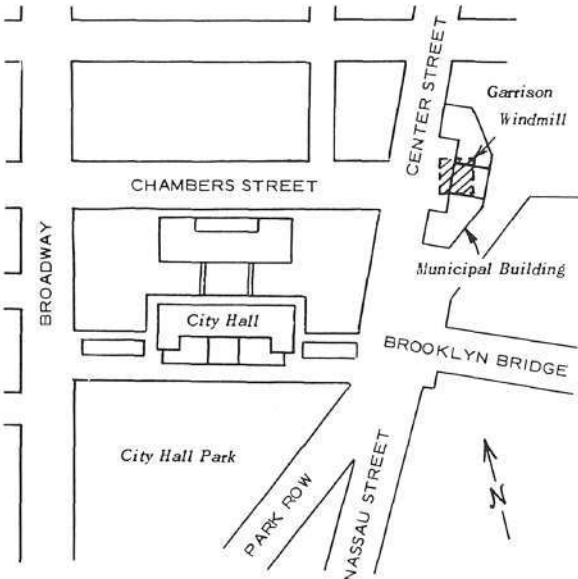 CENTER STREET
Garrison
Windmill
CHAMBERS STREET
BROADWAY
Municipal Building
City Hall
BROOKLYN BRIDGE
City Hall Park
PARK ROW
NASSAU STREET
N